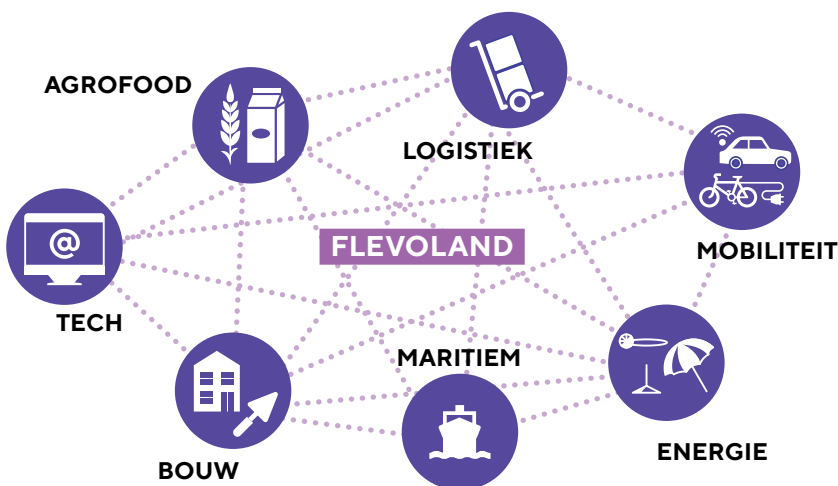 AGROFOOD
LOGISTIEK
MOBILITEIT
@
FLEVOLAND
TECH
MARITIEM
BOUW
ENERGIE